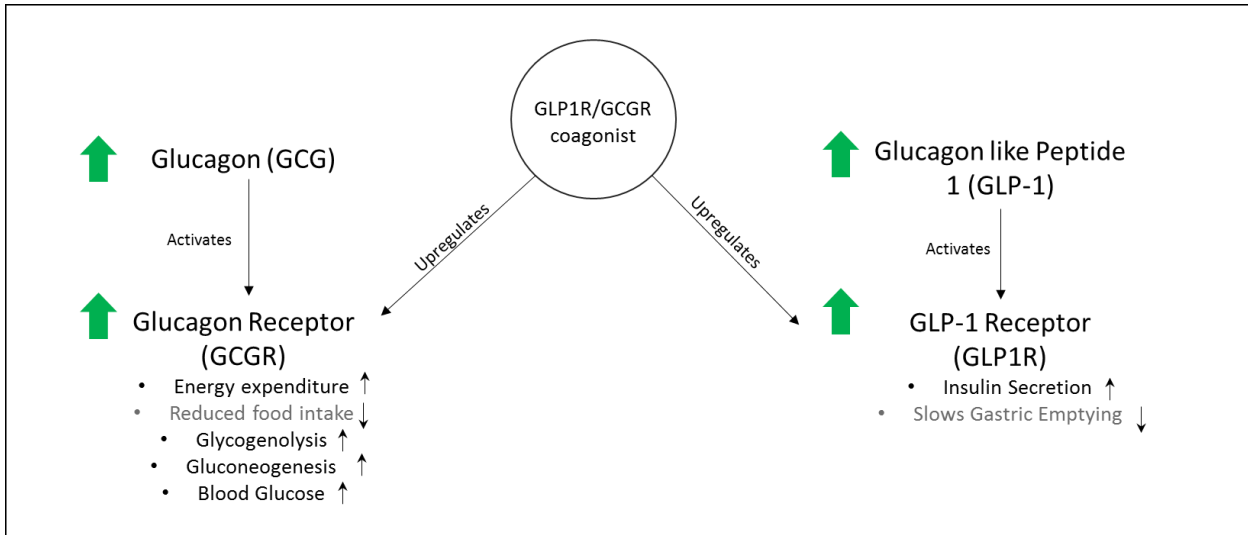 GLP1R/GCGR
coagonist
Glucagon (GCG)
Glucagon like Peptide
1 (GLP-1)
Activates
Upregulates
Upregulates
Activates
Glucagon Receptor
(GCGR)
• Energy expenditure ↑
• Reduced food intake ↓
• Glycogenolysis ↑
• Gluconeogenesis ↑
• Blood Glucose ↑
GLP-1 Receptor
(GLP1R)
• Insulin Secretion ↑
• Slows Gastric Emptying ↓